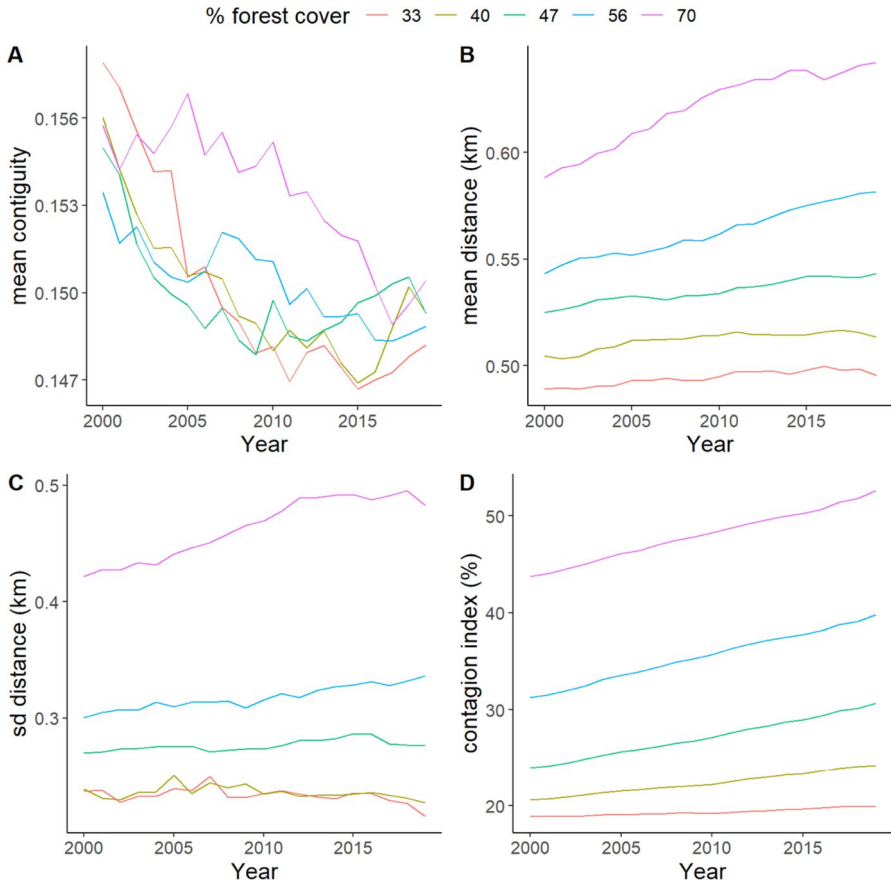 % forest cover 33 40 47 56 70
A
mean contiguity
0.156
0.153
0.150
0.147
2000 2005 2010 2015
Year
B
mean distance (km)
0.60
0.55
0.50
2000 2005 2010 2015
Year
C
sd distance (km)
0.5
0.4
0.3
2000 2005 2010 2015
Year
D
contagion index (%)
50
40
30
20
2000 2005 2010 2015
Year